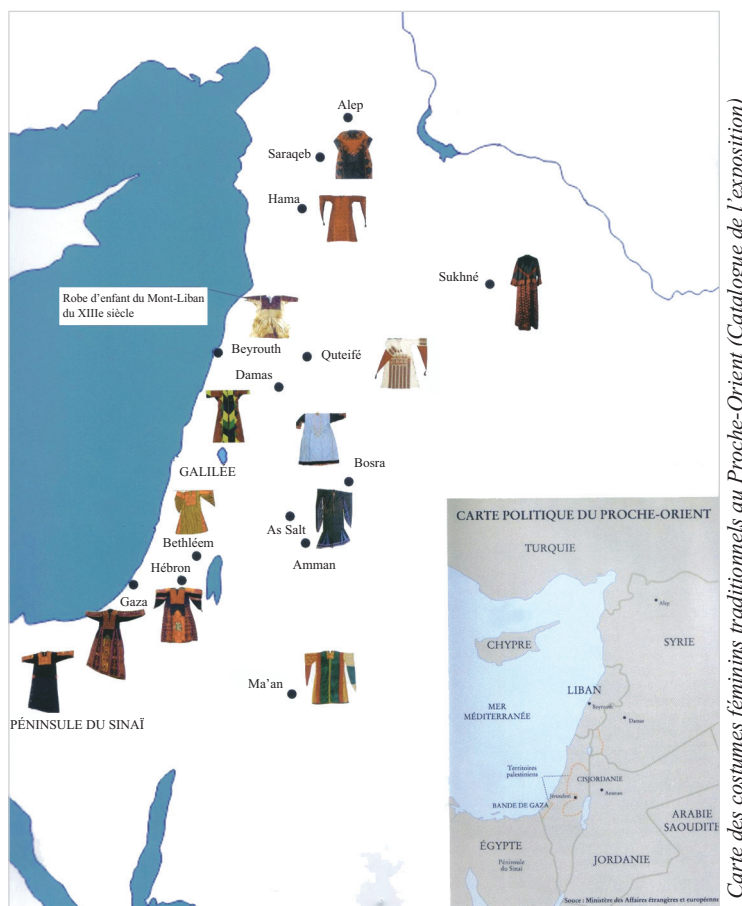 Alep
Saraqeb
Hama
Sukhné
Robe d'enfant du Mont-Liban
du XIIIe siècle
Beyrouth
Quteifé
Damas
GALILÉE
Bosra
As Salt
Bethléem
Amman
Hébron
Gaza
Ma'an
PÉNINSULE DU SINAÏ
CARTE POLITIQUE DU PROCHE-ORIENT
TURQUIE
Alep
CHYPRE
SYRIE
LIBAN
MER
MÉDITERRANÉE
Beyrouth
Damas
Territoires
palestiniens
CISJORDANIE
Jérusalem
Amman
BANDE DE GAZA
ARABIE
SAOUDITE
ÉGYPTE
Péninsule
du Sinaï
JORDANIE
Souce : Ministère des Affaires étrangères et européenne
Carte des costumes féminins traditionnels au Proche-Orient (Catalogue de l'exposition)